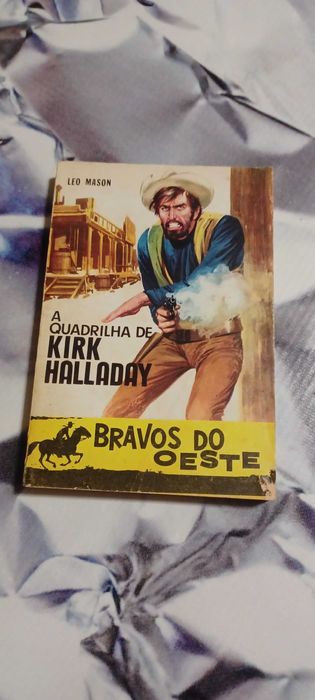 LEO MASON
A
QUADRILHA DE
KIRK
HALLADAY
BRAVOS DO
OESTE